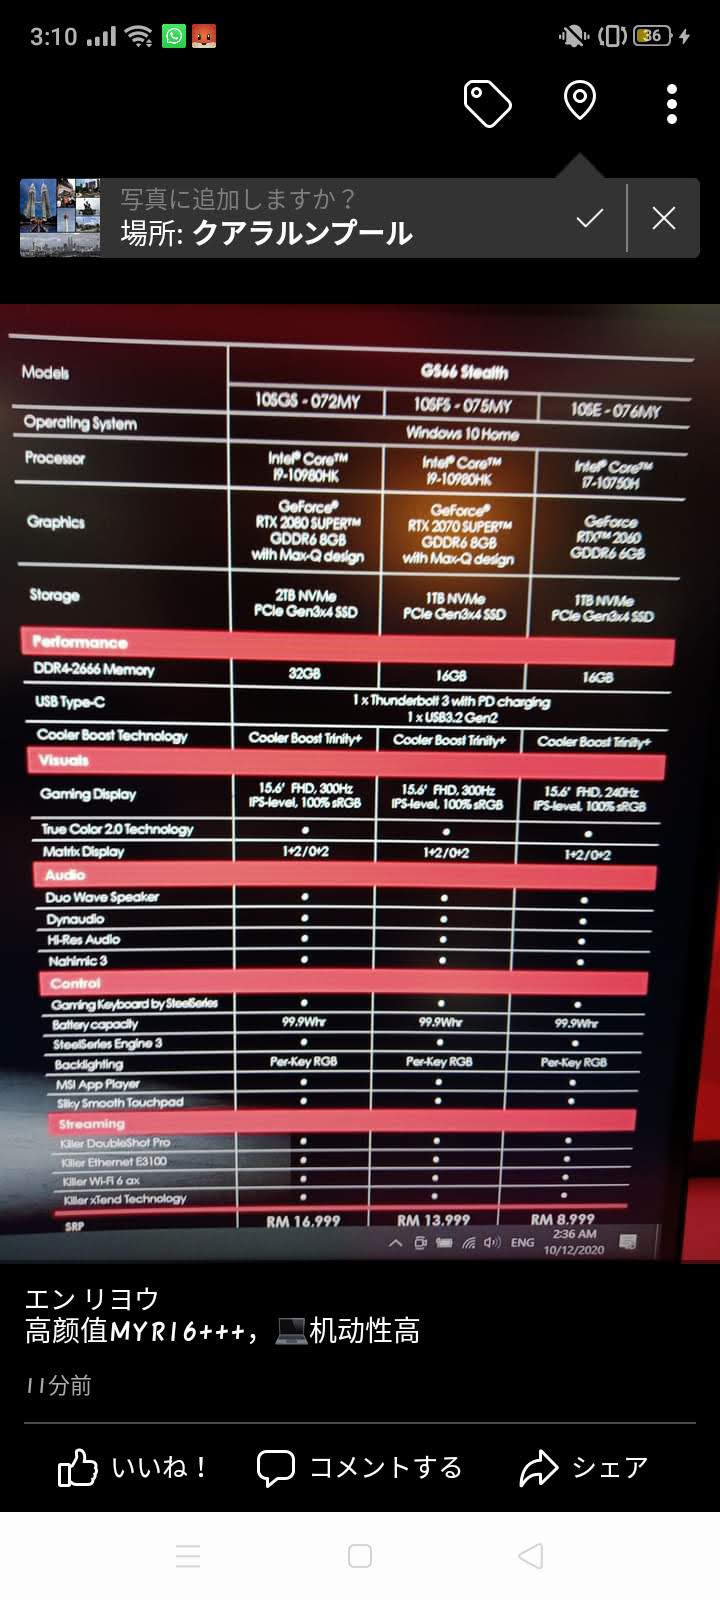 3:10
36
写真に追加しますか？
場所: クアラルンプール
Models
GS66 Stealth
10SGS - 072MY
10SFS - 075MY
10SE - 076MY
Operating System
Windows 10 Home
Processor
Intel® Core™
i9-10980HK
Intel® Core™
i9-10980HK
Intel® Core™
i7-10750H
Graphics
GeForce®
RTX 2080 SUPER™
GDDR6 8GB
with Max-Q design
GeForce®
RTX 2070 SUPER™
GDDR6 8GB
with Max-Q design
GeForce
RTX™ 2060
GDDR6 6GB
Storage
2TB NVMe
PCIe Gen3x4 SSD
1TB NVMe
PCIe Gen3x4 SSD
1TB NVMe
PCIe Gen3x4 SSD
Performance
DDR4-2666 Memory
32GB
16GB
16GB
USB Type-C
1 x Thunderbolt 3 with PD charging
1 x USB3.2 Gen2
Cooler Boost Technology
Cooler Boost Trinity+
Cooler Boost Trinity+
Cooler Boost Trinity+
Visuals
Gaming Display
15.6' FHD, 300Hz
IPS-level, 100% sRGB
15.6' FHD, 300Hz
IPS-level, 100% sRGB
15.6' FHD, 240Hz
IPS-level, 100% sRGB
True Color 2.0 Technology
Matrix Display
1+2/0+2
1+2/0+2
1+2/0+2
Audio
Duo Wave Speaker
Dynaudio
Hi-Res Audio
Nahimic 3
Control
Gaming Keyboard by SteelSeries
Battery capacity
99.9Whr
99.9Whr
99.9Whr
SteelSeries Engine 3
Backlighting
Per-Key RGB
Per-Key RGB
Per-Key RGB
MSI App Player
Silky Smooth Touchpad
Streaming
Killer DoubleShot Pro
Killer Ethernet E3100
Killer Wi-Fi 6 ax
Killer xTend Technology
SRP
RM 16,999
RM 13,999
RM 8,999
ENG
2:36 AM
10/12/2020
エン リヨウ
高颜值MYR16+++，💻机动性高
11分前
いいね！
コメントする
シェア